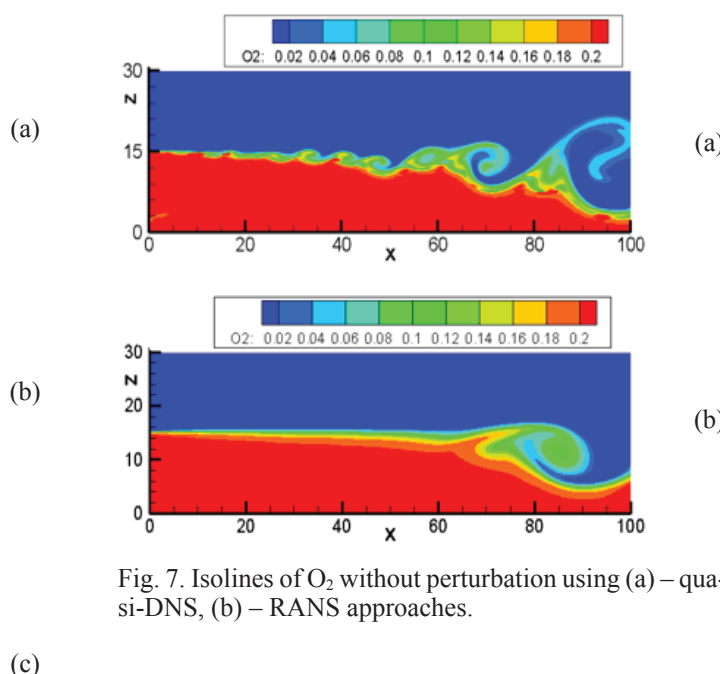 O2: 0.02 0.04 0.06 0.08 0.1 0.12 0.14 0.16 0.18 0.2
30
Z
(a)
15
(a)
0
0 20 40 60 80 100
X
O2: 0.02 0.04 0.06 0.08 0.1 0.12 0.14 0.16 0.18 0.2
30
Z
(b)
20
(b)
10
0
0 20 40 60 80 100
X
Fig. 7. Isolines of O₂ without perturbation using (a) – qua-
si-DNS, (b) – RANS approaches.
(c)